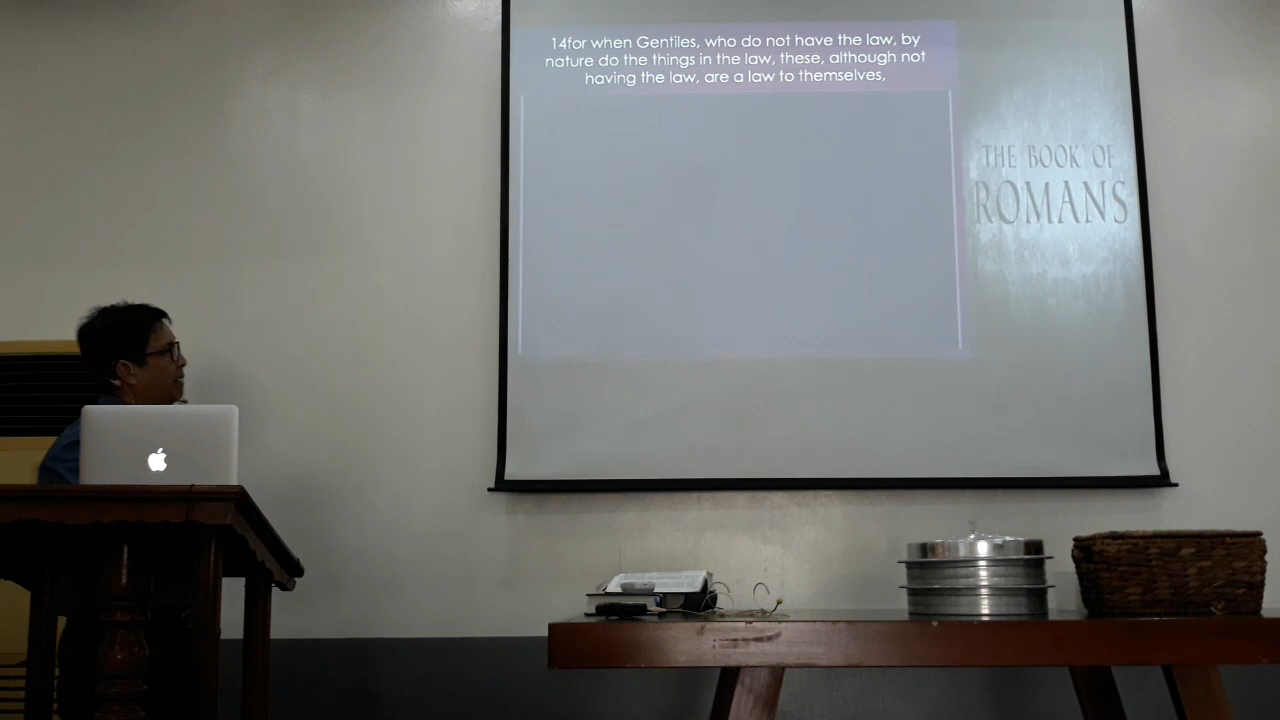 14for when Gentiles, who do not have the law, by
nature do the things in the law, these, although not
having the law, are a law to themselves,
THE BOOK OF
ROMANS